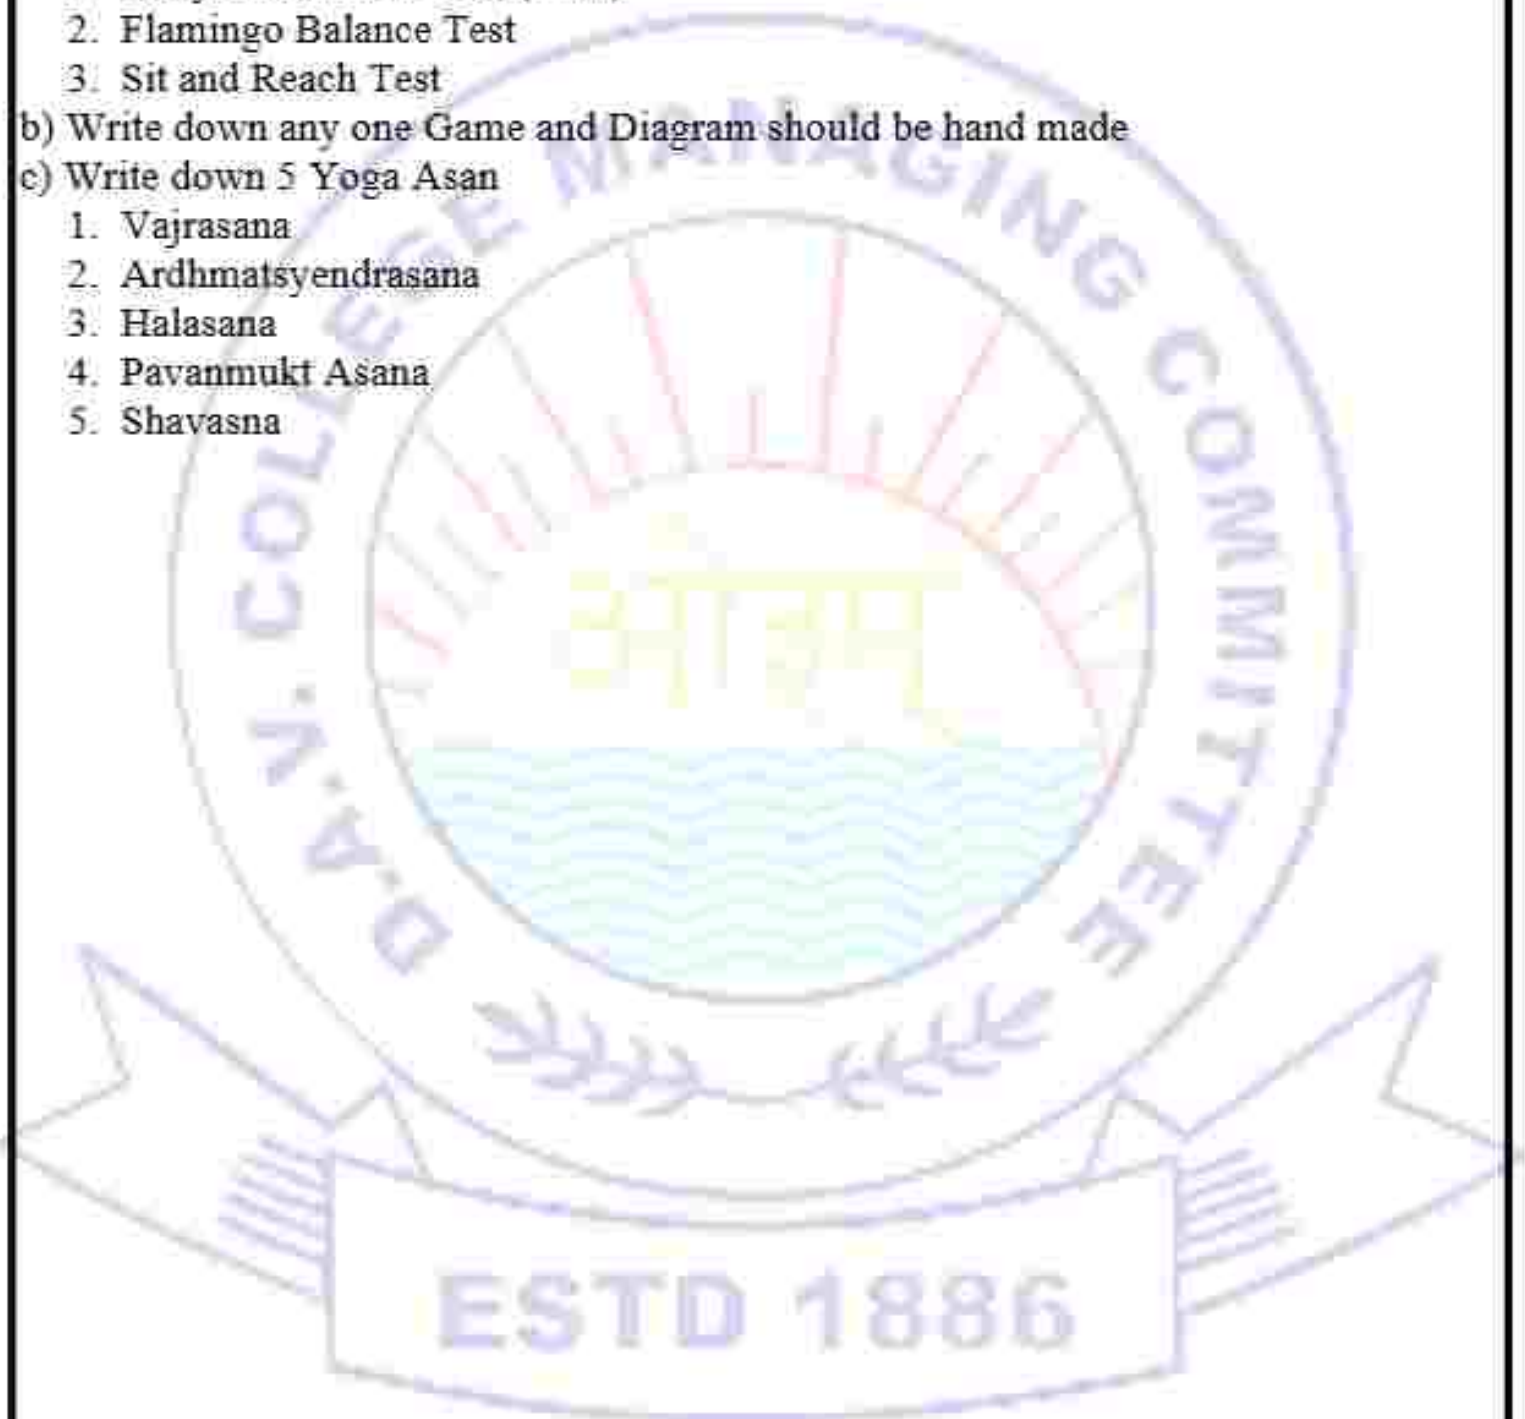 2. Flamingo Balance Test
3. Sit and Reach Test
b) Write down any one Game and Diagram should be hand made
c) Write down 5 Yoga Asan
1. Vajrasana
2. Ardhmatsyendrasana
3. Halasana
4. Pavanmukt Asana
5. Shavasna
D.A.V. COLLEGE MANAGING COMMITTEE
ओ३म्
ESTD 1886